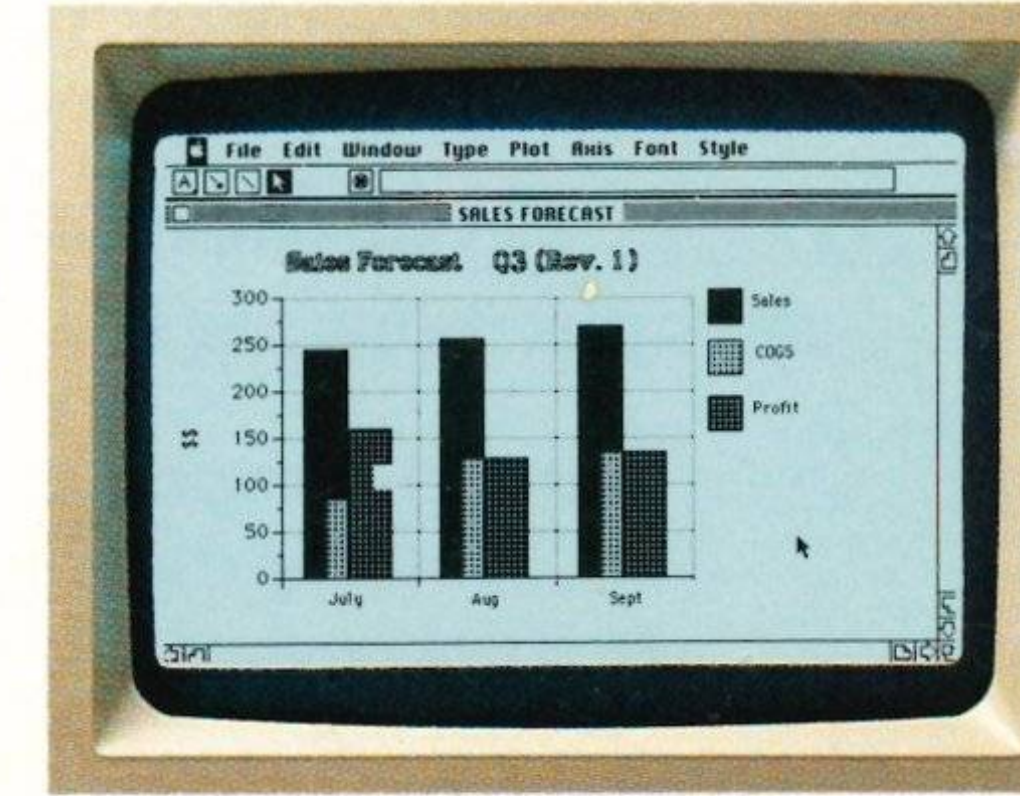 File Edit Window Type Plot Axis Font Style
A
SALES FORECAST
Sales Forecast Q3 (Rev. 1)
300
250
200
150
100
50
0
$$
July Aug Sept
Sales
COGS
Profit